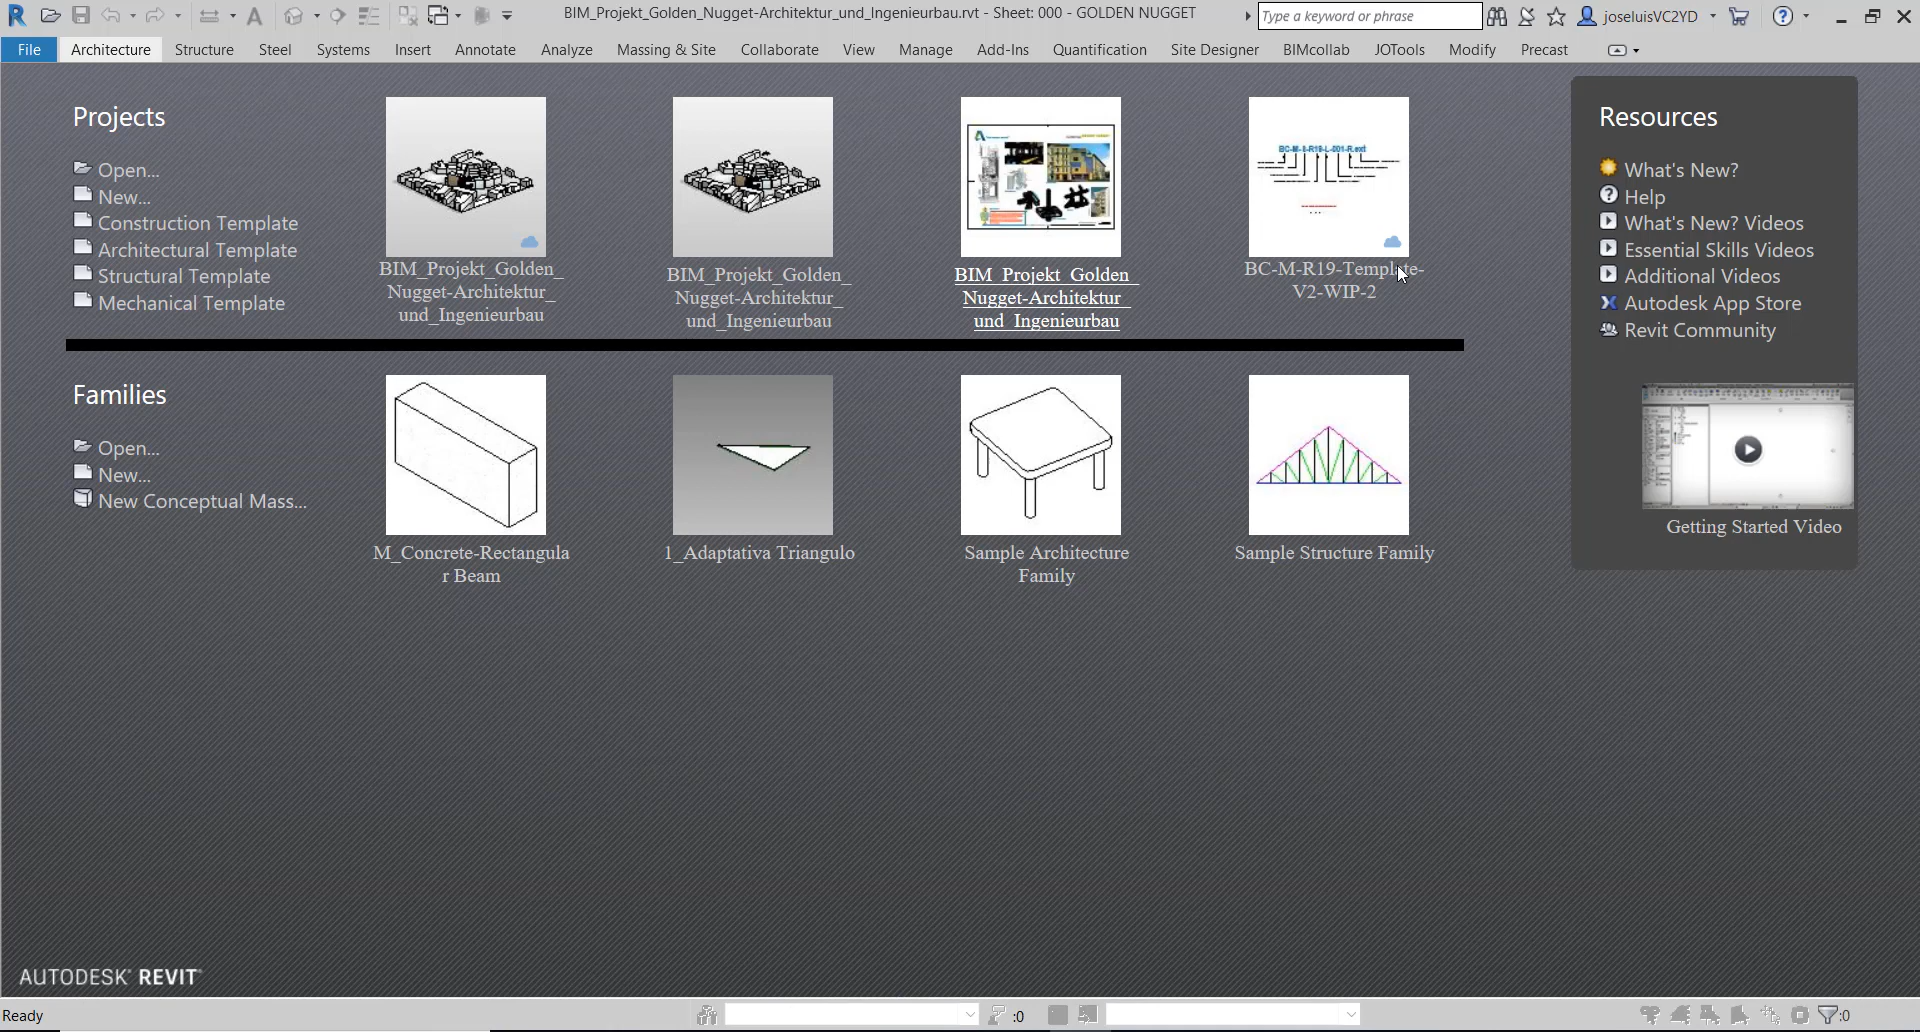 BIM_Projekt_Golden_Nugget-Architektur_und_Ingenieurbau.rvt - Sheet: 000 - GOLDEN NUGGET
Type a keyword or phrase
joseluisVC2YD
File Architecture Structure Steel Systems Insert Annotate Analyze Massing & Site Collaborate View Manage Add-Ins Quantification Site Designer BIMcollab JOTools Modify Precast
Projects
Open...
New...
Construction Template
Architectural Template
Structural Template
Mechanical Template
BIM_Projekt_Golden_
Nugget-Architektur_
und_Ingenieurbau
BIM_Projekt_Golden_
Nugget-Architektur_
und_Ingenieurbau
BIM_Projekt_Golden_
Nugget-Architektur_
und_Ingenieurbau
BC-M-R19-Template-
V2-WIP-2
Families
Open...
New...
New Conceptual Mass...
M_Concrete-Rectangula
r Beam
1_Adaptativa Triangulo
Sample Architecture
Family
Sample Structure Family
Resources
What's New?
Help
What's New? Videos
Essential Skills Videos
Additional Videos
Autodesk App Store
Revit Community
Getting Started Video
AUTODESK® REVIT®
Ready
:0
:0